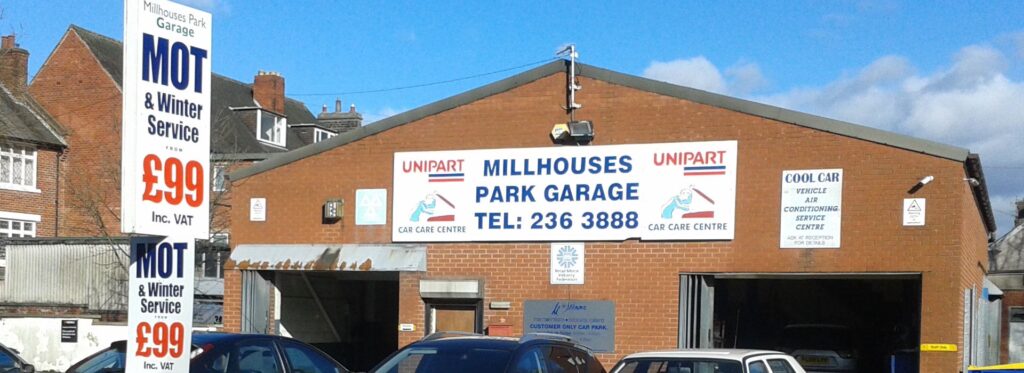 Millhouses Park
Garage
MOT
& Winter
Service
FROM
£99
Inc. VAT
MOT
& Winter
Service
FROM
£99
Inc. VAT
UNIPART
CAR CARE CENTRE
MILLHOUSES
PARK GARAGE
TEL: 236 3888
UNIPART
CAR CARE CENTRE
COOL CAR
VEHICLE
AIR
CONDITIONING
SERVICE
CENTRE
ASK AT RECEPTION
FOR DETAILS
CUSTOMER ONLY CAR PARK